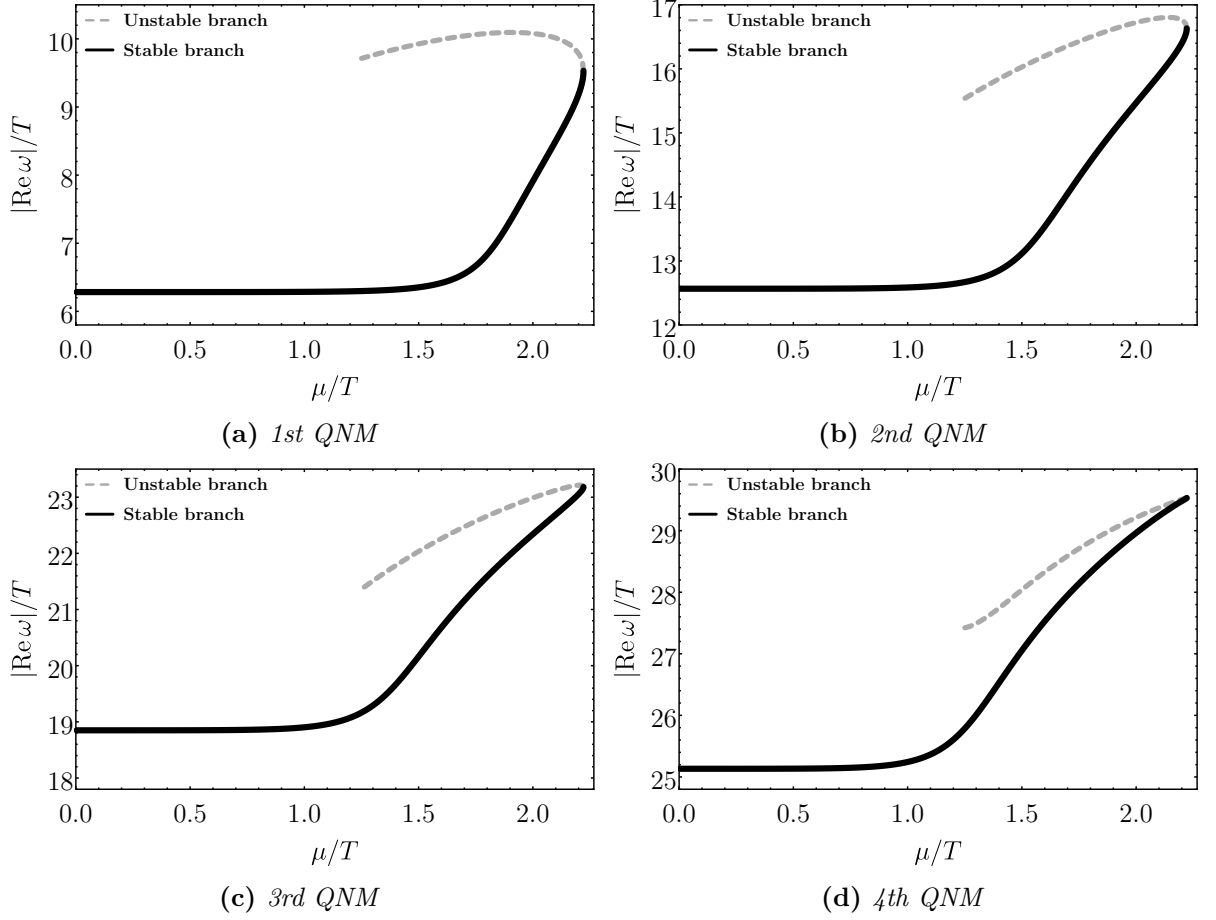 Unstable branch
Stable branch
|Re ω|/T
10
9
8
7
6
0.0 0.5 1.0 1.5 2.0
μ/T
(a) 1st QNM
Unstable branch
Stable branch
|Re ω|/T
17
16
15
14
13
12
0.0 0.5 1.0 1.5 2.0
μ/T
(b) 2nd QNM
Unstable branch
Stable branch
|Re ω|/T
23
22
21
20
19
18
0.0 0.5 1.0 1.5 2.0
μ/T
(c) 3rd QNM
Unstable branch
Stable branch
|Re ω|/T
30
29
28
27
26
25
0.0 0.5 1.0 1.5 2.0
μ/T
(d) 4th QNM